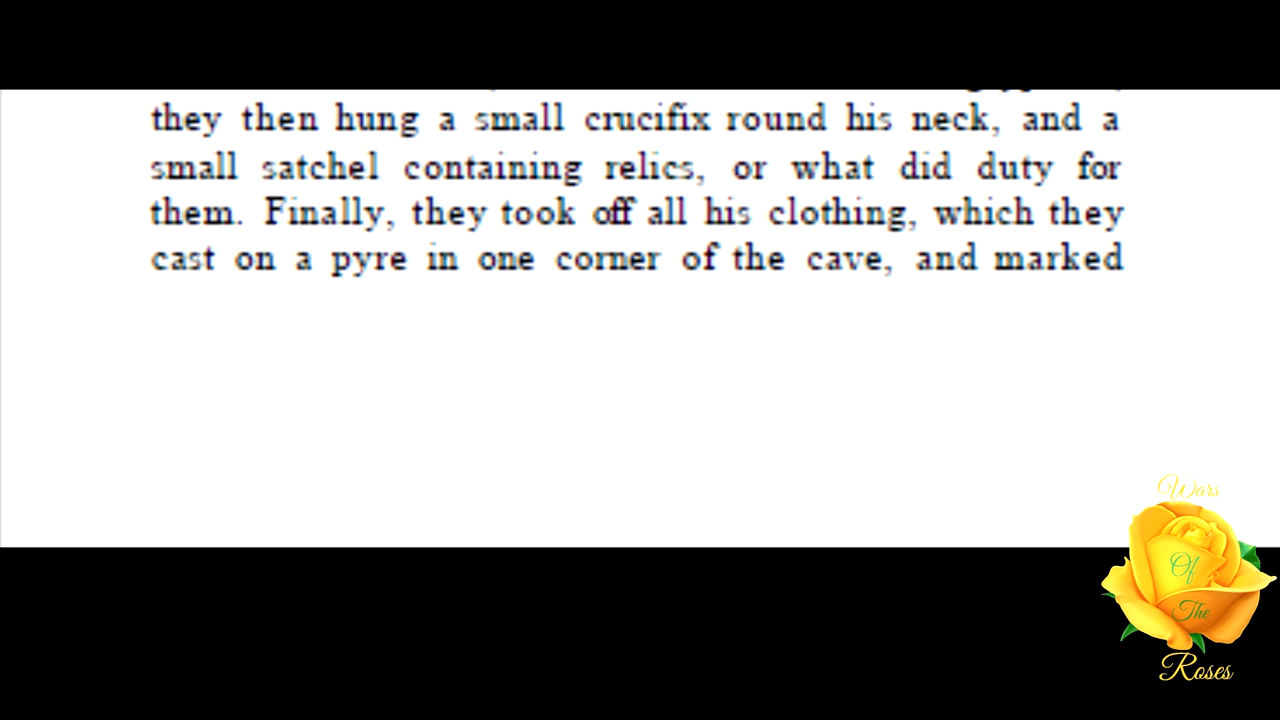 they then hung a small crucifix round his neck, and a
small satchel containing relics, or what did duty for
them. Finally, they took off all his clothing, which they
cast on a pyre in one corner of the cave, and marked
Wars
Of
The
Roses